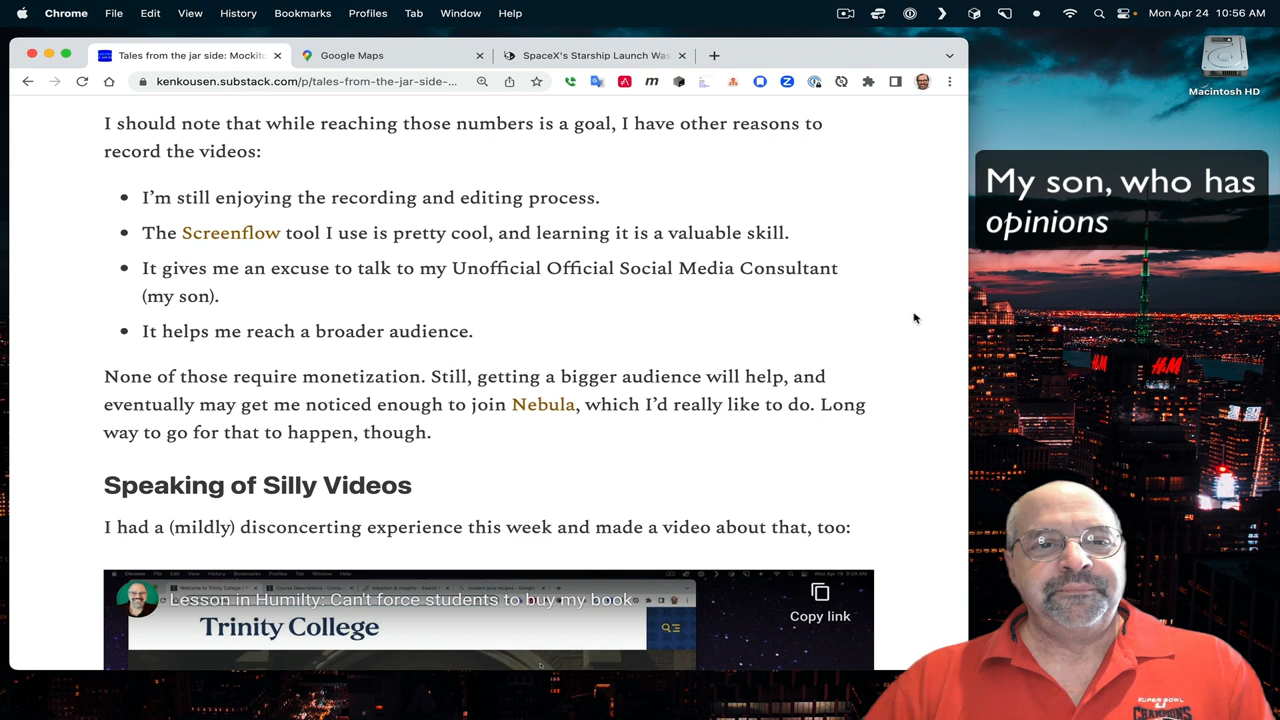 Chrome File Edit View History Bookmarks Profiles Tab Window Help Mon Apr 24 10:56 AM
Tales from the jar side: Mockito
Google Maps
SpaceX's Starship Launch Was
kenkousen.substack.com/p/tales-from-the-jar-side-...
Macintosh HD
I should note that while reaching those numbers is a goal, I have other reasons to
record the videos:
• I'm still enjoying the recording and editing process.
• The Screenflow tool I use is pretty cool, and learning it is a valuable skill.
• It gives me an excuse to talk to my Unofficial Official Social Media Consultant
(my son).
• It helps me reach a broader audience.
None of those require monetization. Still, getting a bigger audience will help, and
eventually may get me noticed enough to join Nebula, which I'd really like to do. Long
way to go for that to happen, though.
Speaking of Silly Videos
I had a (mildly) disconcerting experience this week and made a video about that, too:
Lesson in Humilty: Can't force students to buy my book
Copy link
Trinity College
My son, who has
opinions
H&M
H&M
SUPER BOWL
CHAMPIONS